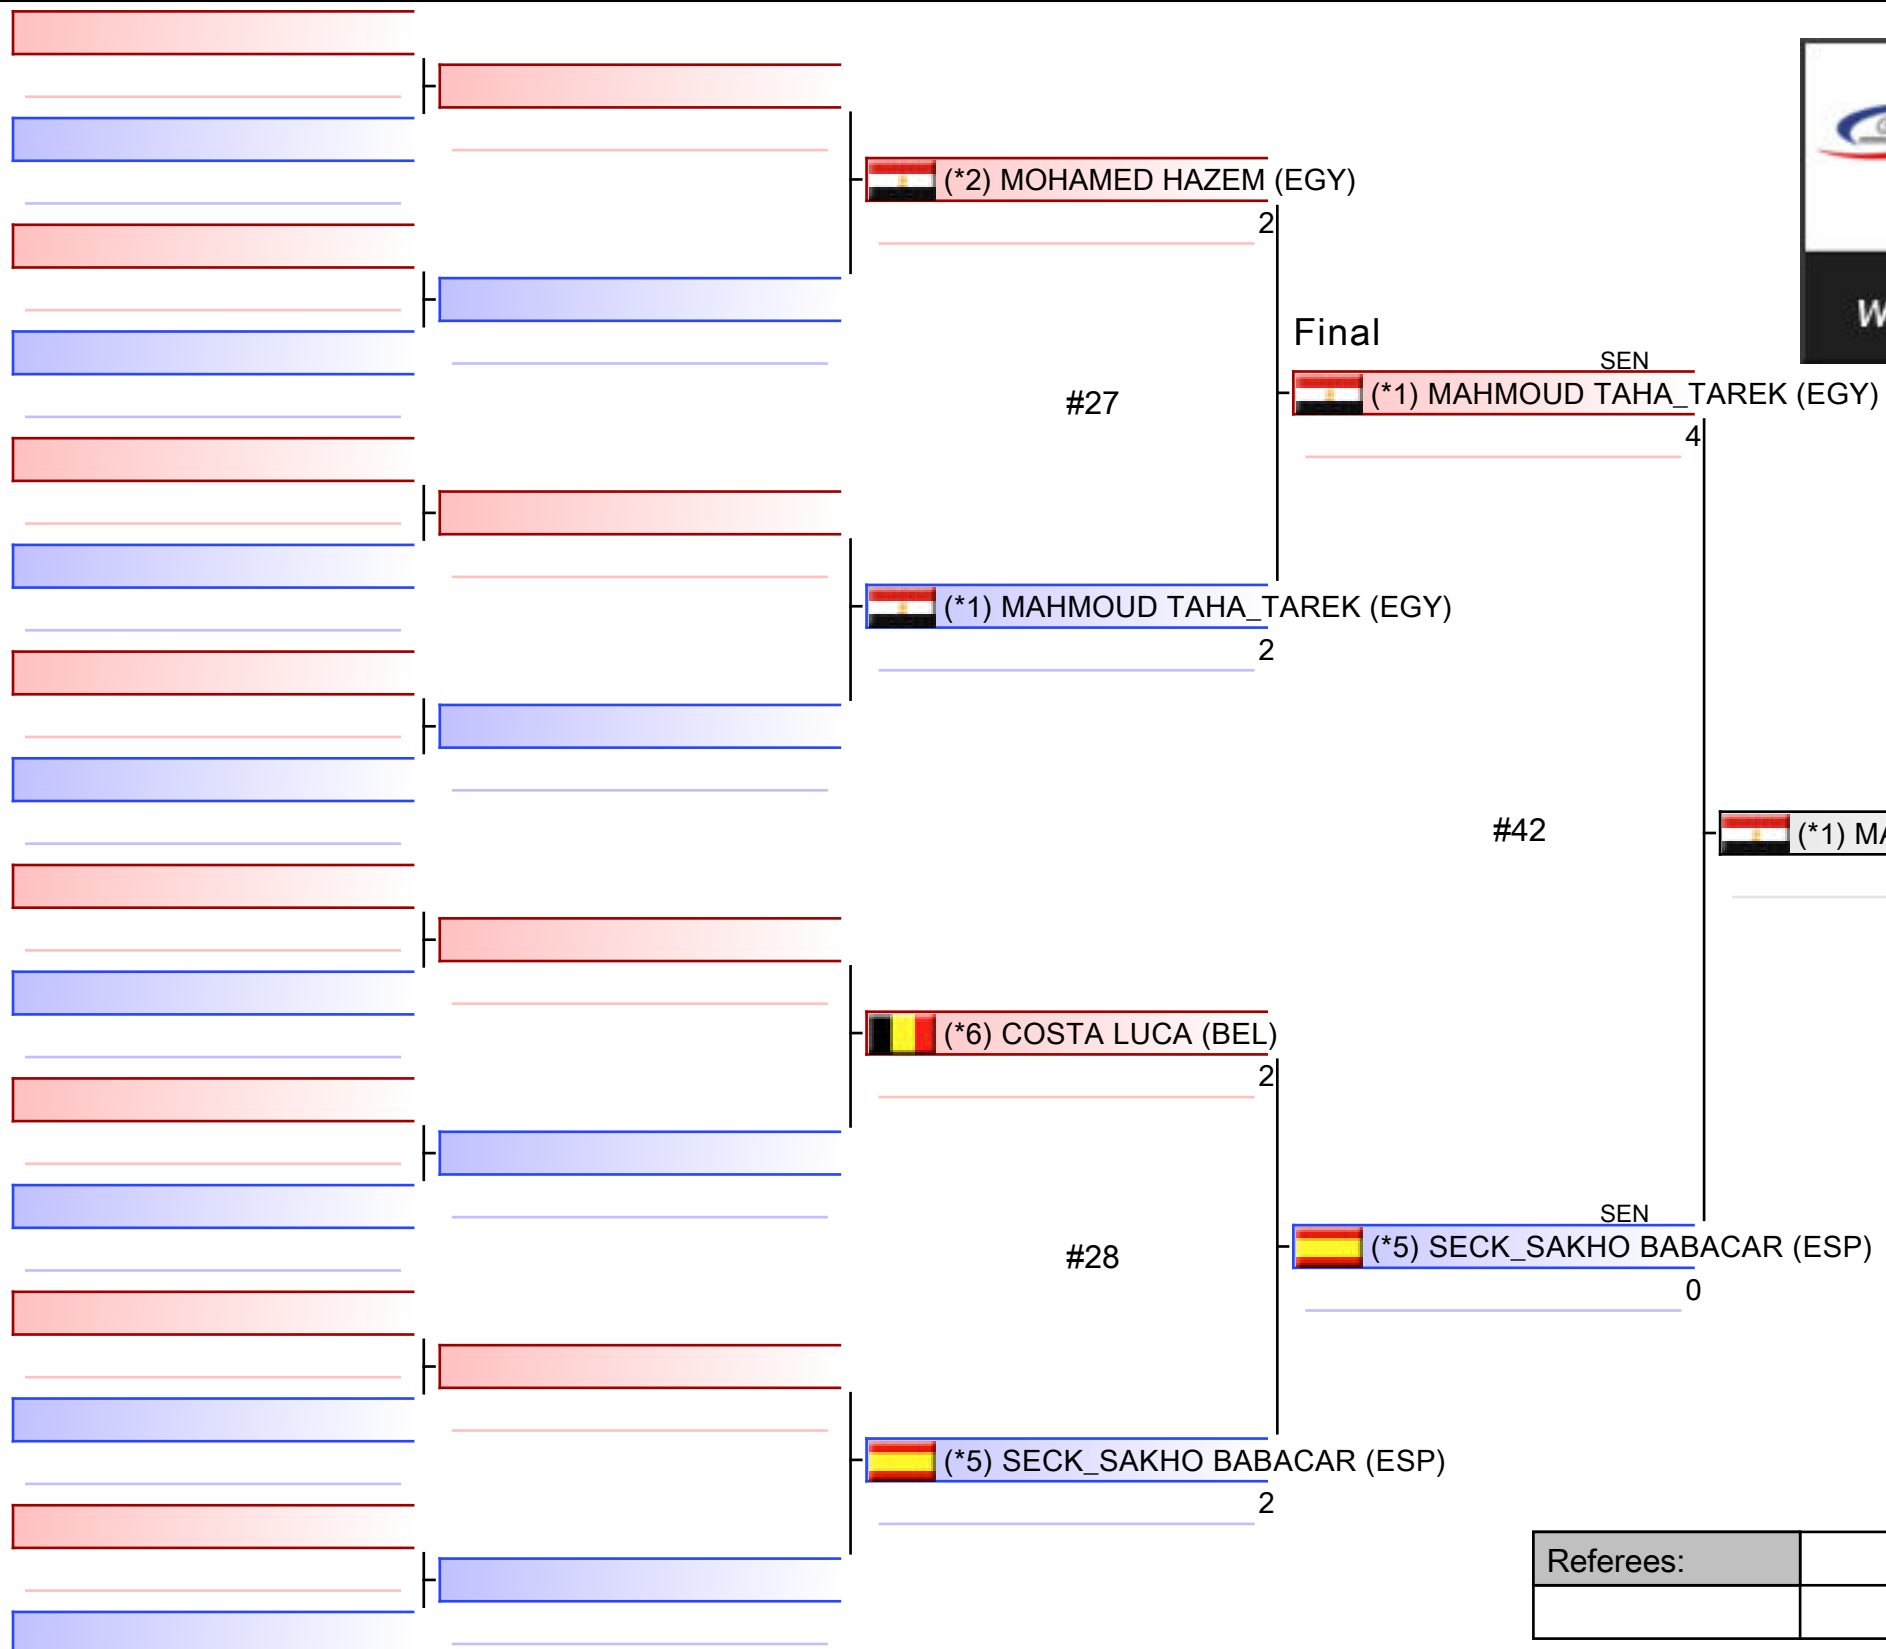 (*2) MOHAMED HAZEM (EGY)
2
Final
SEN
(*1) MAHMOUD TAHA_TAREK (EGY)
4
#27
(*1) MAHMOUD TAHA_TAREK (EGY)
2
#42
(*1) MA
(*6) COSTA LUCA (BEL)
2
SEN
(*5) SECK_SAKHO BABACAR (ESP)
0
#28
(*5) SECK_SAKHO BABACAR (ESP)
2
Referees: